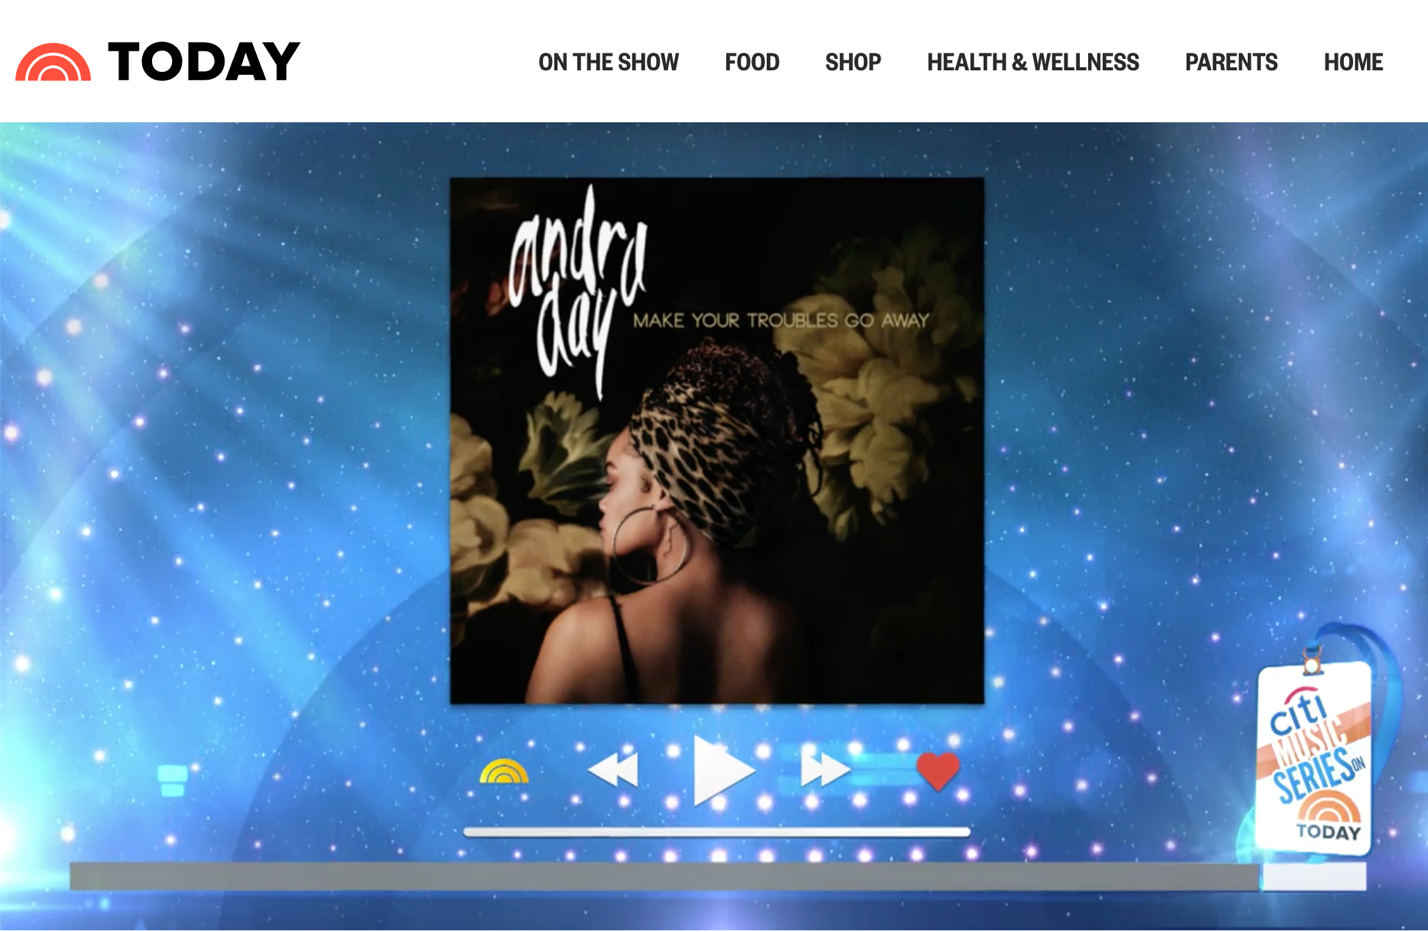 TODAY
ON THE SHOW
FOOD
SHOP
HEALTH & WELLNESS
PARENTS
HOME
andra
day
MAKE YOUR TROUBLES GO AWAY
citi
MUSIC
SERIES ON
TODAY